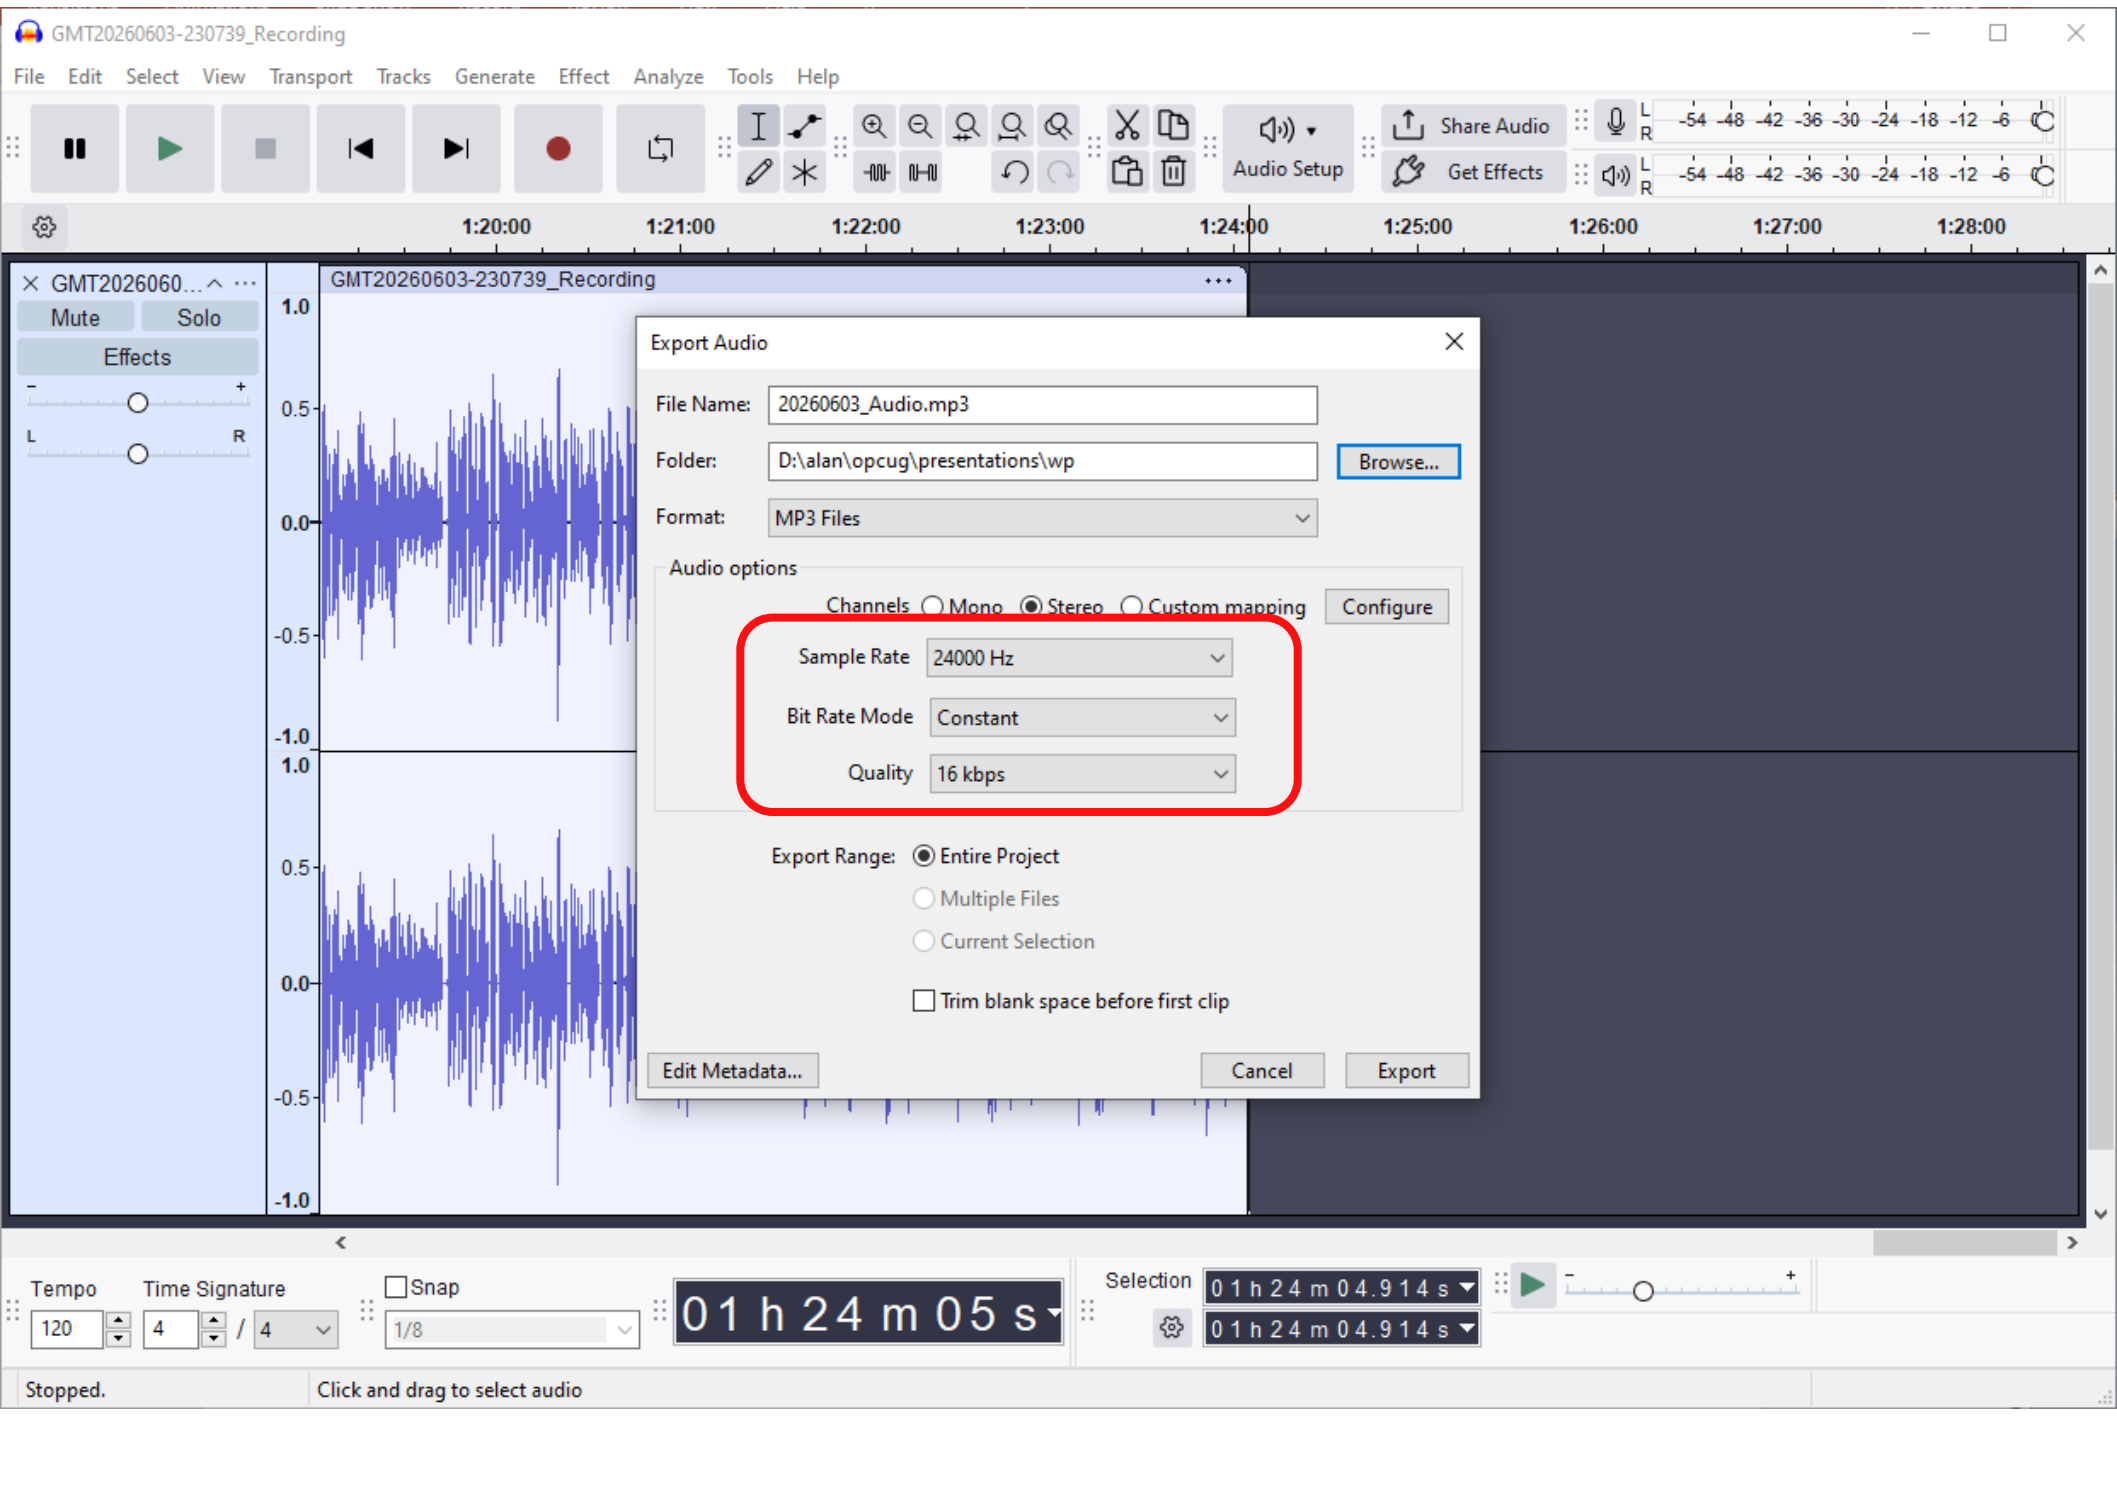 GMT20260603-230739_Recording
File Edit Select View Transport Tracks Generate Effect Analyze Tools Help
Audio Setup
Share Audio
Get Effects
L
R
-54 -48 -42 -36 -30 -24 -18 -12 -6 0
L
R
-54 -48 -42 -36 -30 -24 -18 -12 -6 0
1:20:00 1:21:00 1:22:00 1:23:00 1:24:00 1:25:00 1:26:00 1:27:00 1:28:00
GMT2026060...
Mute Solo
Effects
- +
L R
GMT20260603-230739_Recording ...
1.0
0.5
0.0
-0.5
-1.0
1.0
0.5
0.0
-0.5
-1.0
Export Audio
File Name: 20260603_Audio.mp3
Folder: D:\alan\opcug\presentations\wp Browse...
Format: MP3 Files
Audio options
Channels Mono Stereo Custom mapping Configure
Sample Rate 24000 Hz
Bit Rate Mode Constant
Quality 16 kbps
Export Range: Entire Project
Multiple Files
Current Selection
Trim blank space before first clip
Edit Metadata... Cancel Export
Tempo Time Signature Snap
120 4 / 4 1/8
01 h 24 m 05 s
Selection 01 h 24 m 04.914 s
01 h 24 m 04.914 s
- +
Stopped. Click and drag to select audio